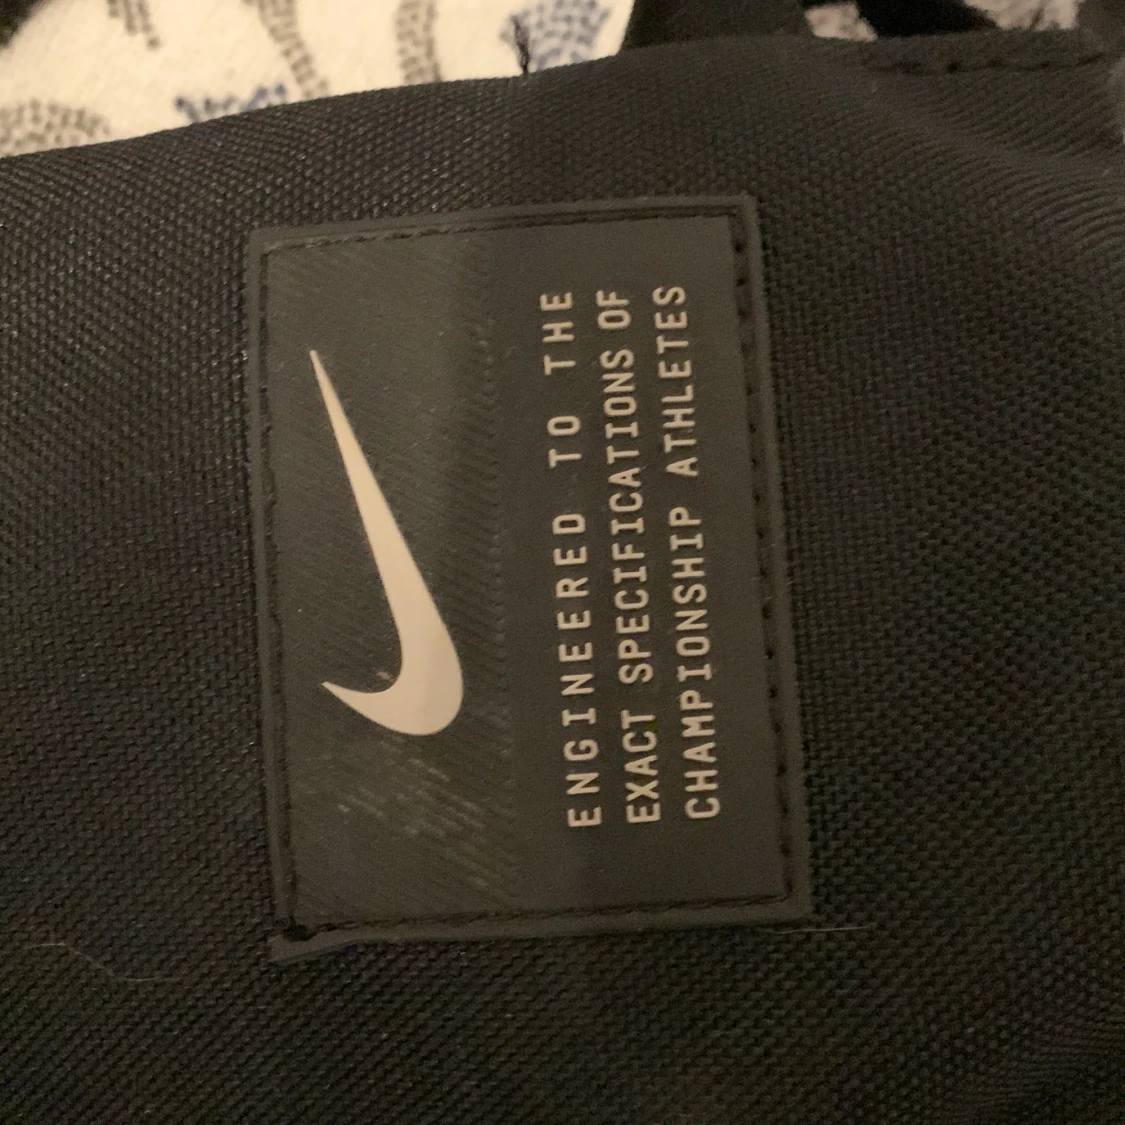 ENGINEERED TO THE
EXACT SPECIFICATIONS OF
CHAMPIONSHIP ATHLETES